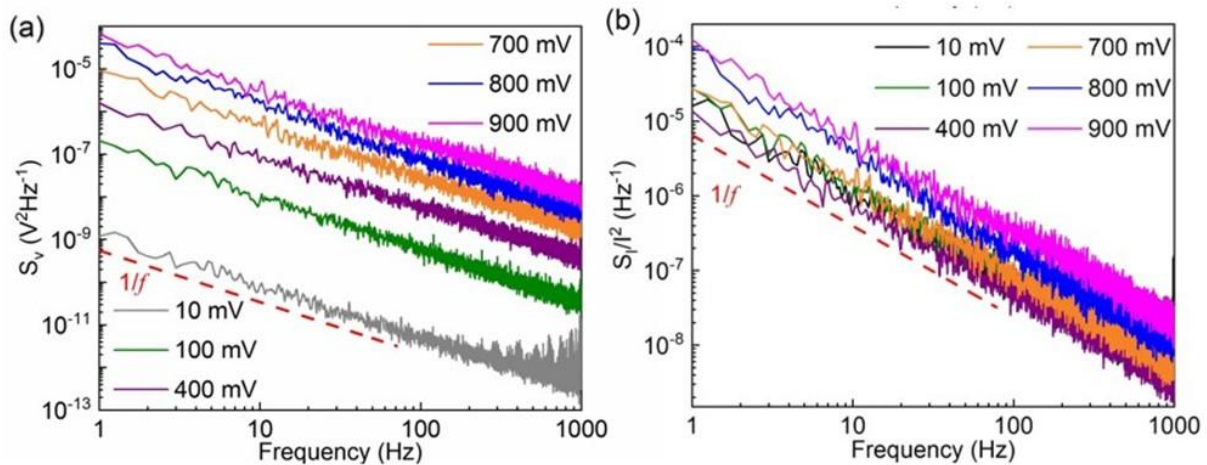 (a)
700 mV
800 mV
900 mV
10⁻⁵
10⁻⁷
10⁻⁹
10⁻¹¹
10⁻¹³
Sᵥ (V²Hz⁻¹)
1/f
10 mV
100 mV
400 mV
1 10 100 1000
Frequency (Hz)
(b)
10 mV 700 mV
100 mV 800 mV
400 mV 900 mV
10⁻⁴
10⁻⁵
10⁻⁶
10⁻⁷
10⁻⁸
S_I/I² (Hz⁻¹)
1/f
1 10 100 1000
Frequency (Hz)